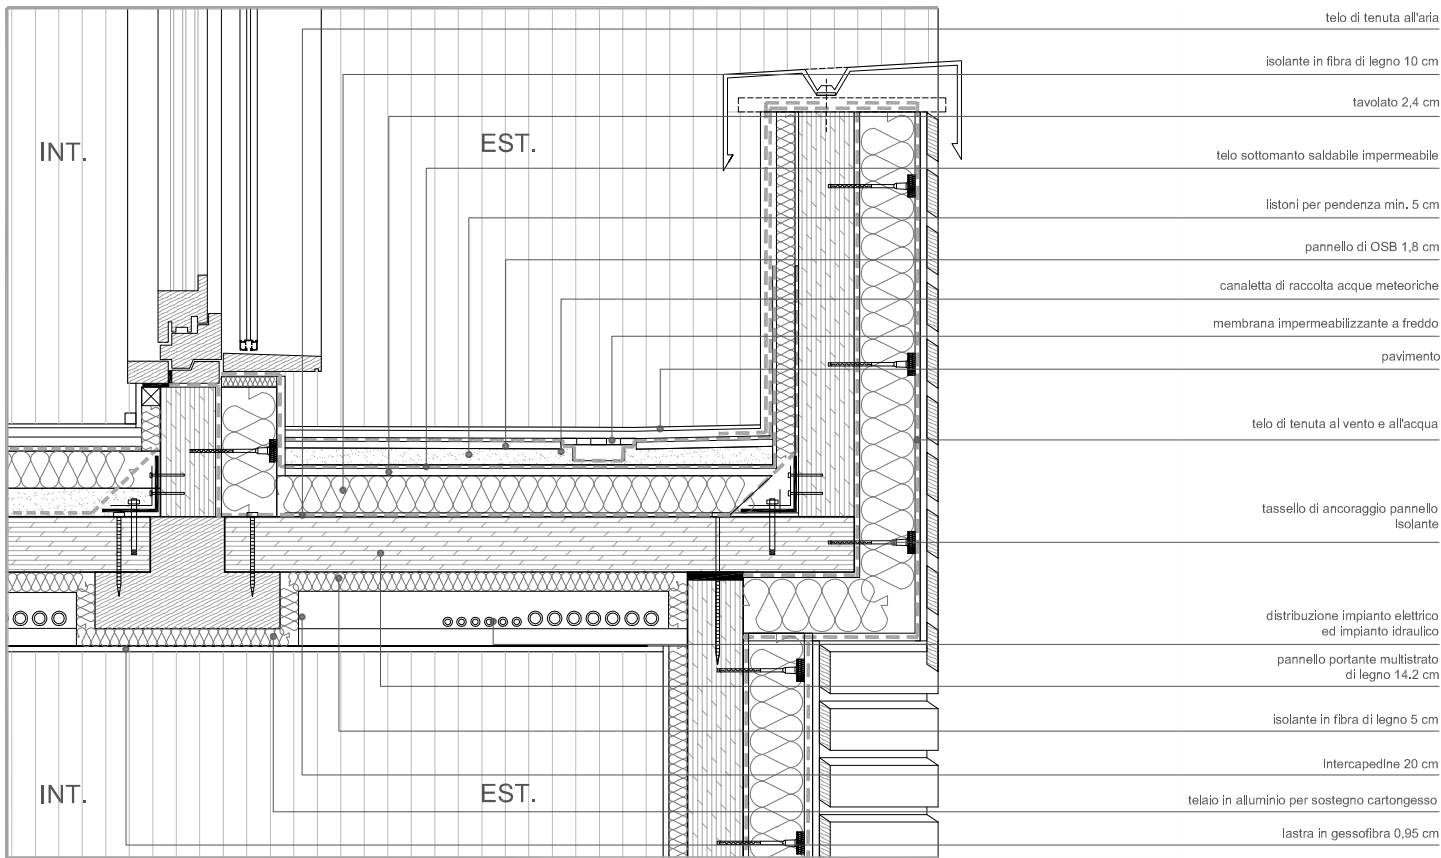 telo di tenuta all'aria
isolante in fibra di legno 10 cm
tavolato 2,4 cm
INT.
EST.
telo sottomanto saldabile impermeabile
listoni per pendenza min. 5 cm
pannello di OSB 1,8 cm
canaletta di raccolta acque meteoriche
membrana impermeabilizzante a freddo
pavimento
telo di tenuta al vento e all'acqua
tassello di ancoraggio pannello
Isolante
distribuzione impianto elettrico
ed impianto idraulico
pannello portante multistrato
di legno 14.2 cm
isolante in fibra di legno 5 cm
Intercapedine 20 cm
INT.
EST.
telaio in alluminio per sostegno cartongesso
lastra in gessofibra 0,95 cm